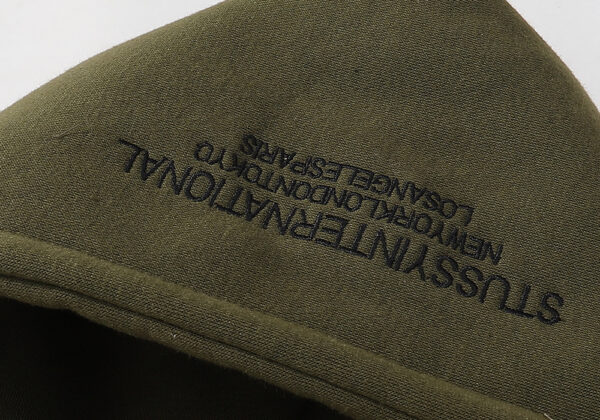 STUSSYINTERNATIONAL
NEWYORKLONDONTOKYO
LOSANGELESPARIS